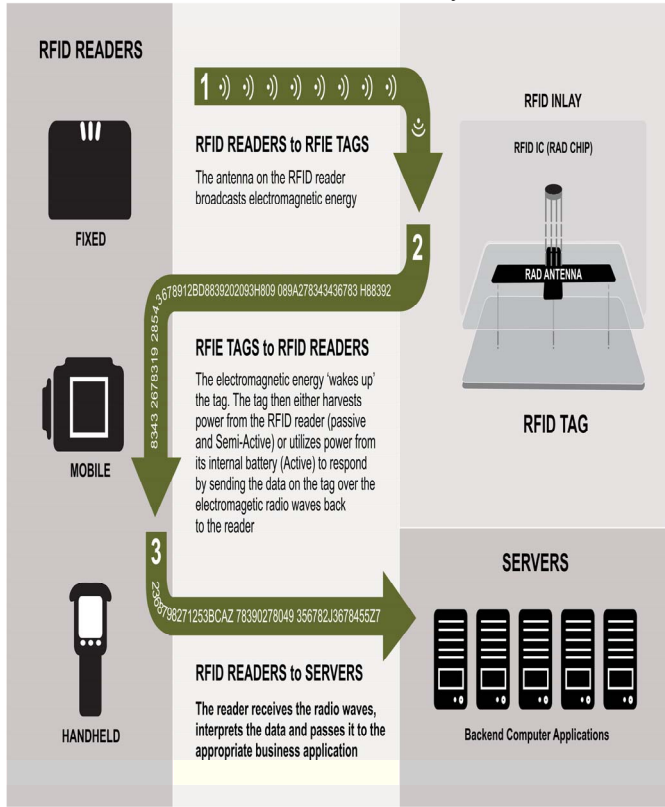 RFID READERS
FIXED
MOBILE
HANDHELD
1
RFID READERS to RFIE TAGS
The antenna on the RFID reader
broadcasts electromagnetic energy
2
678912BD8839202093H809 089A278343436783 H88392
8343 2678319 28543
RFIE TAGS to RFID READERS
The electromagnetic energy ‘wakes up’
the tag. The tag then either harvests
power from the RFID reader (passive
and Semi-Active) or utilizes power from
its internal battery (Active) to respond
by sending the data on the tag over the
electromagetic radio waves back
to the reader
3
798271253BCAZ 78390278049 356782J3678455Z7
RFID READERS to SERVERS
The reader receives the radio waves,
interprets the data and passes it to the
appropriate business application
RFID INLAY
RFID IC (RAD CHIP)
RAD ANTENNA
RFID TAG
SERVERS
Backend Computer Applications